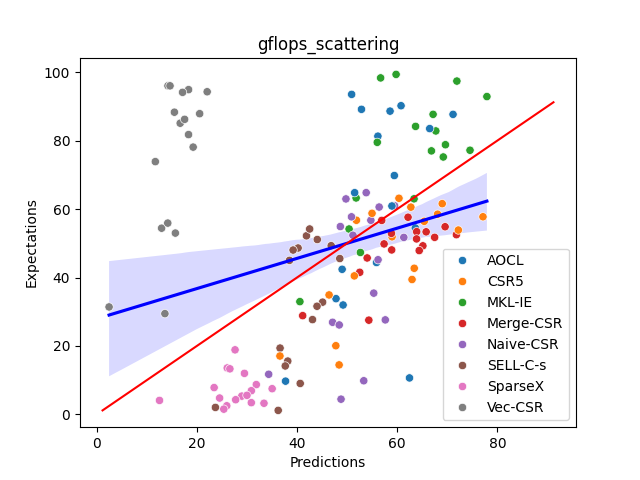 gflops_scattering
Expectations
100
80
60
40
20
0
0
20
40
60
80
Predictions
AOCL
CSR5
MKL-IE
Merge-CSR
Naive-CSR
SELL-C-s
SparseX
Vec-CSR